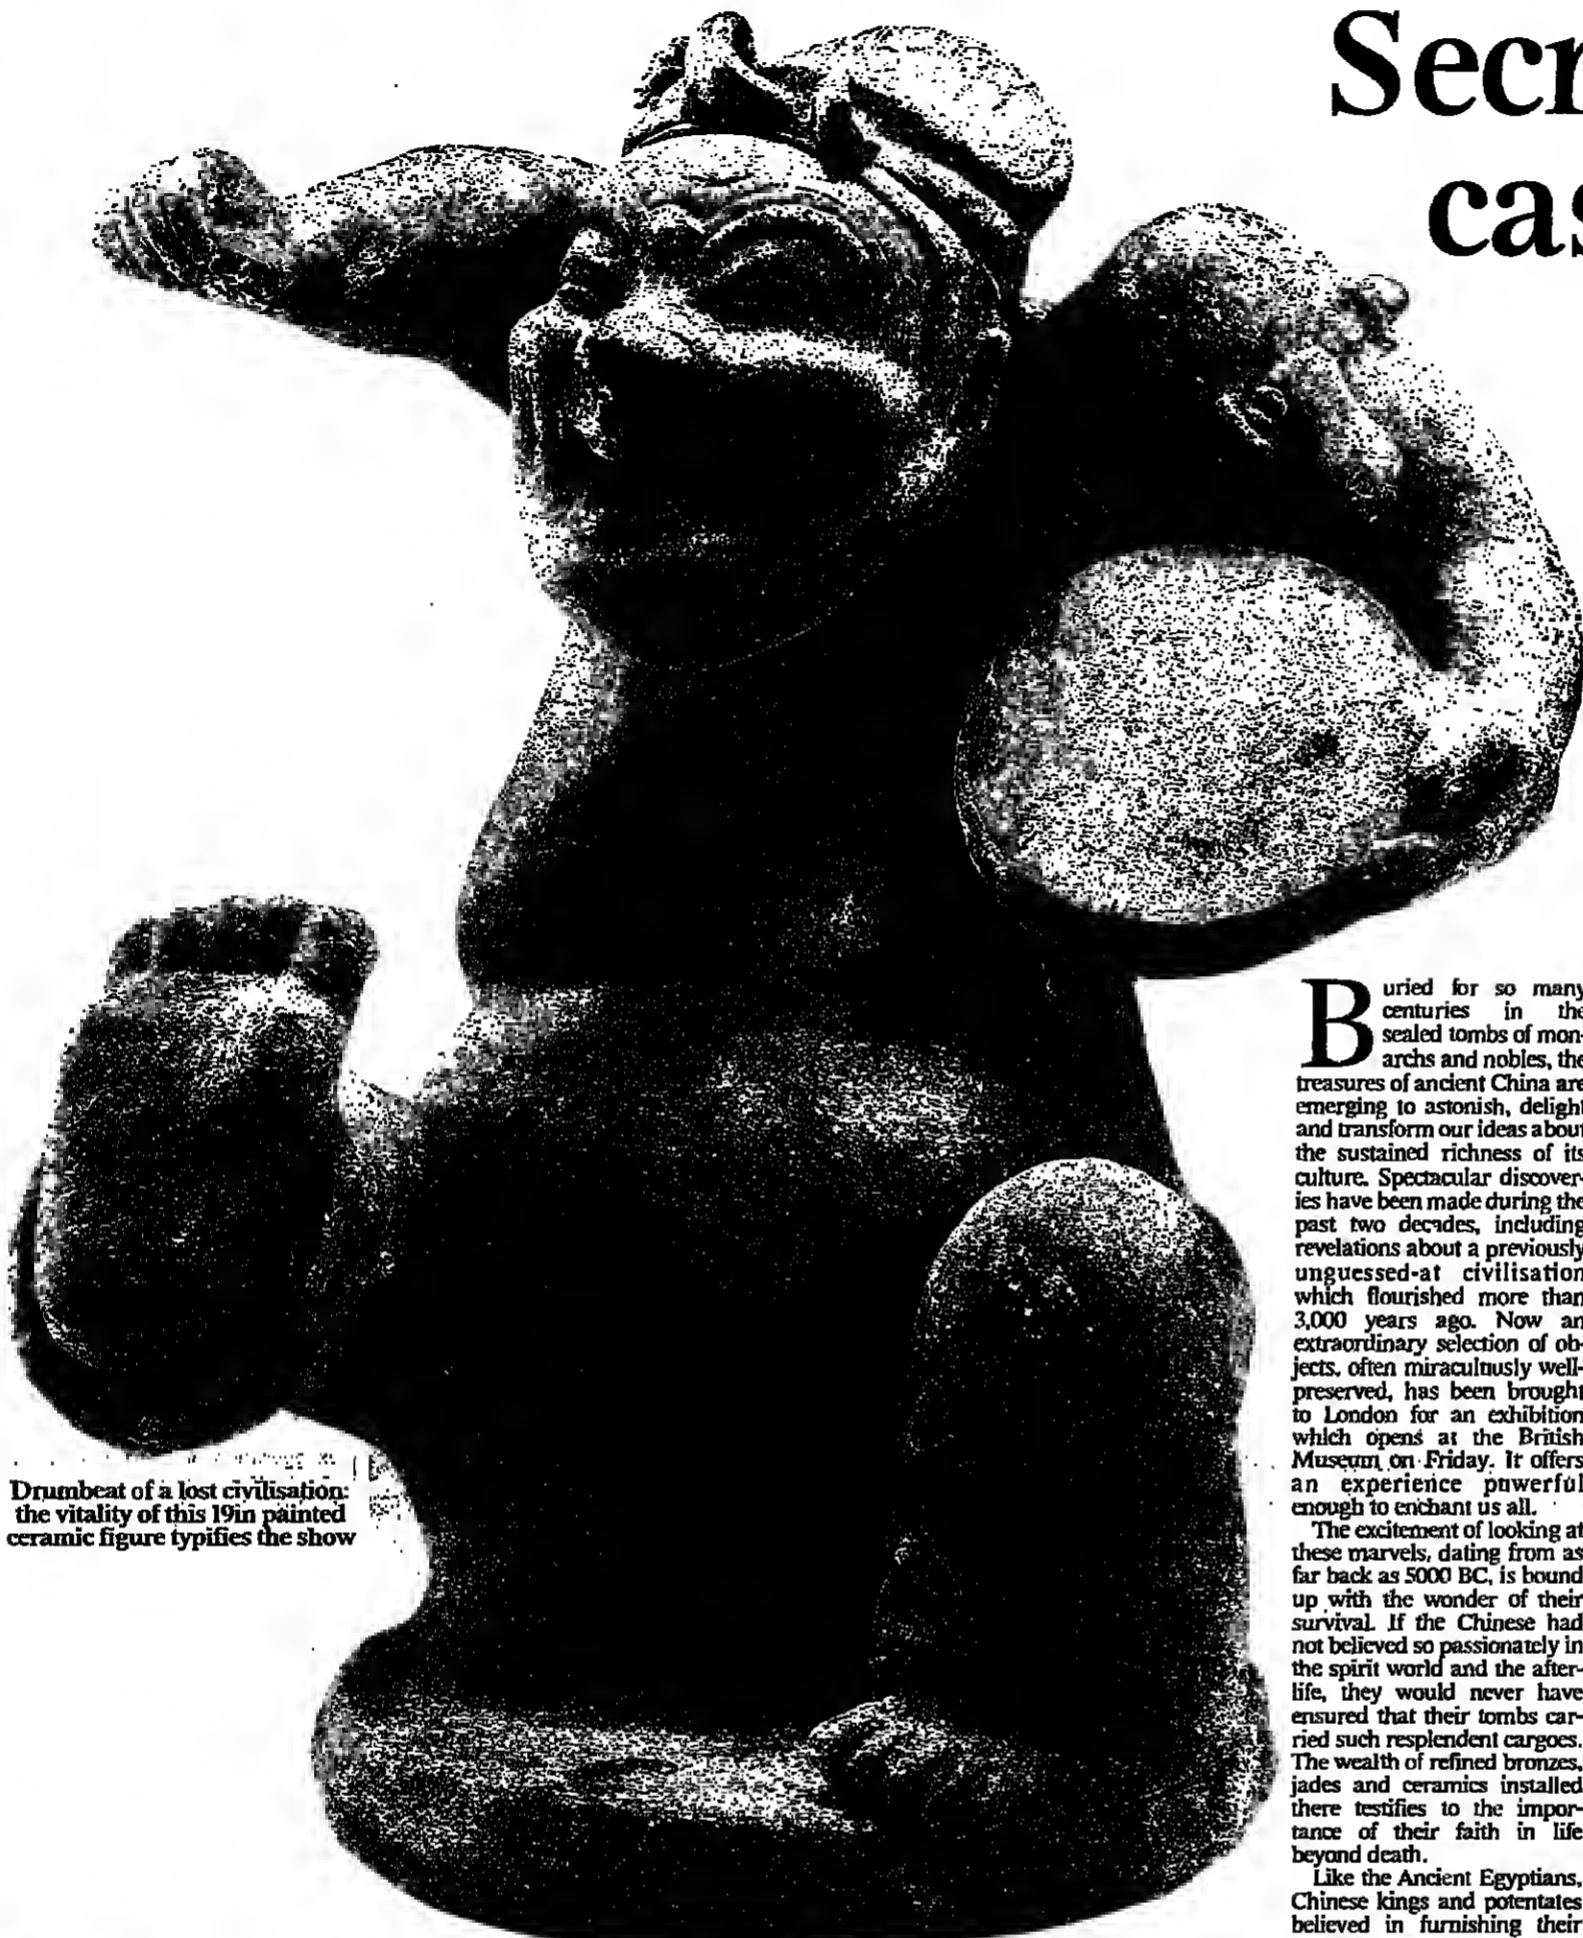 Secr
cas
Drumbeat of a lost civilisation:
the vitality of this 19in painted
ceramic figure typifies the show
Buried for so many
centuries in the
sealed tombs of mon-
archs and nobles, the
treasures of ancient China are
emerging to astonish, delight
and transform our ideas about
the sustained richness of its
culture. Spectacular discover-
ies have been made during the
past two decades, including
revelations about a previously
unguessed-at civilisation
which flourished more than
3,000 years ago. Now an
extraordinary selection of ob-
jects, often miraculously well-
preserved, has been brought
to London for an exhibition
which opens at the British
Museum on Friday. It offers
an experience powerful
enough to enchant us all.
The excitement of looking at
these marvels, dating from as
far back as 5000 BC, is bound
up with the wonder of their
survival. If the Chinese had
not believed so passionately in
the spirit world and the after-
life, they would never have
ensured that their tombs car-
ried such resplendent cargoes.
The wealth of refined bronzes,
jades and ceramics installed
there testifies to the impor-
tance of their faith in life
beyond death.
Like the Ancient Egyptians,
Chinese kings and potentates
believed in furnishing their